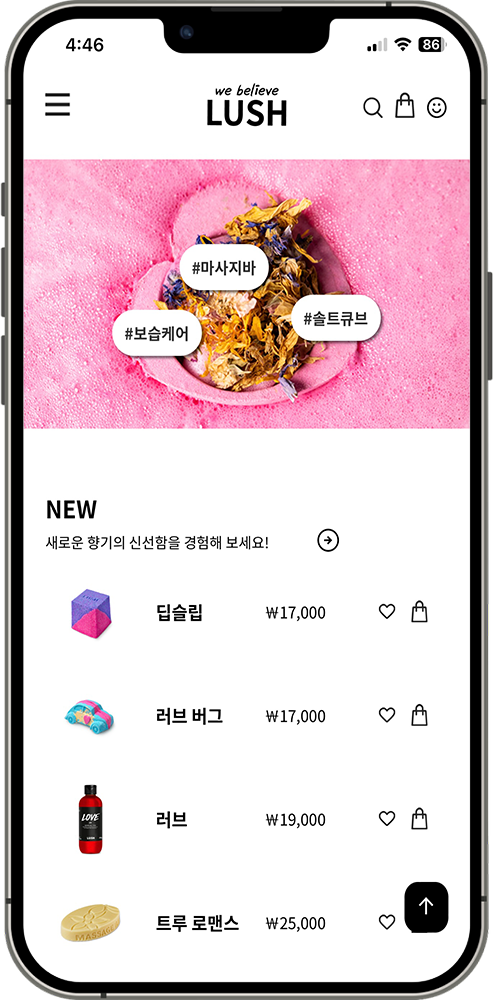 4:46
86
we believe
LUSH
#마사지바
#솔트큐브
#보습케어
NEW
새로운 향기의 신선함을 경험해 보세요!
딥슬립
₩17,000
러브 버그
₩17,000
LOVE
LUSH
러브
₩19,000
MASSAGE
트루 로맨스
₩25,000